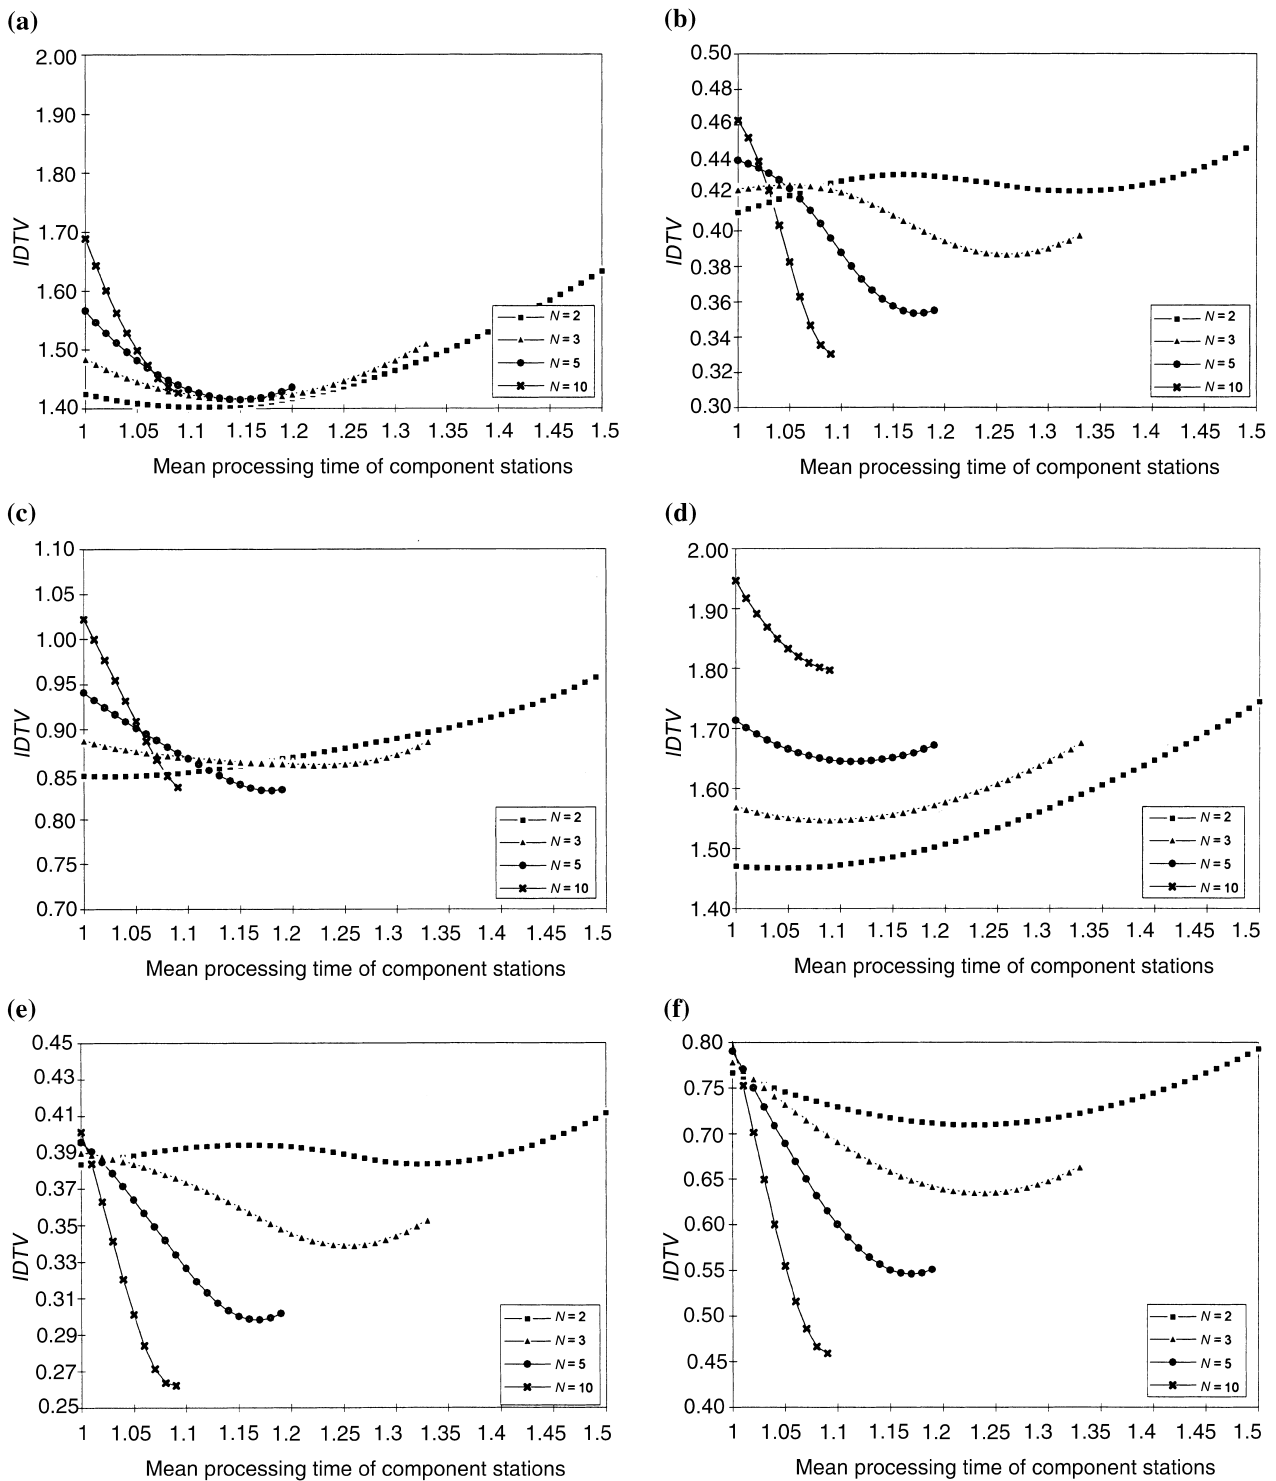 (a)
2.00
1.90
1.80
1.70
1.60
1.50
1.40
IDTV
N = 2
N = 3
N = 5
N = 10
1 1.05 1.1 1.15 1.2 1.25 1.3 1.35 1.4 1.45 1.5
Mean processing time of component stations
(b)
0.50
0.48
0.46
0.44
0.42
0.40
0.38
0.36
0.34
0.32
0.30
IDTV
N = 2
N = 3
N = 5
N = 10
1 1.05 1.1 1.15 1.2 1.25 1.3 1.35 1.4 1.45 1.5
Mean processing time of component stations
(c)
1.10
1.05
1.00
0.95
0.90
0.85
0.80
0.75
0.70
IDTV
N = 2
N = 3
N = 5
N = 10
1 1.05 1.1 1.15 1.2 1.25 1.3 1.35 1.4 1.45 1.5
Mean processing time of component stations
(d)
2.00
1.90
1.80
1.70
1.60
1.50
1.40
IDTV
N = 2
N = 3
N = 5
N = 10
1 1.05 1.1 1.15 1.2 1.25 1.3 1.35 1.4 1.45 1.5
Mean processing time of component stations
(e)
0.45
0.43
0.41
0.39
0.37
0.35
0.33
0.31
0.29
0.27
0.25
IDTV
N = 2
N = 3
N = 5
N = 10
1 1.05 1.1 1.15 1.2 1.25 1.3 1.35 1.4 1.45 1.5
Mean processing time of component stations
(f)
0.80
0.75
0.70
0.65
0.60
0.55
0.50
0.45
0.40
IDTV
N = 2
N = 3
N = 5
N = 10
1 1.05 1.1 1.15 1.2 1.25 1.3 1.35 1.4 1.45 1.5
Mean processing time of component stations